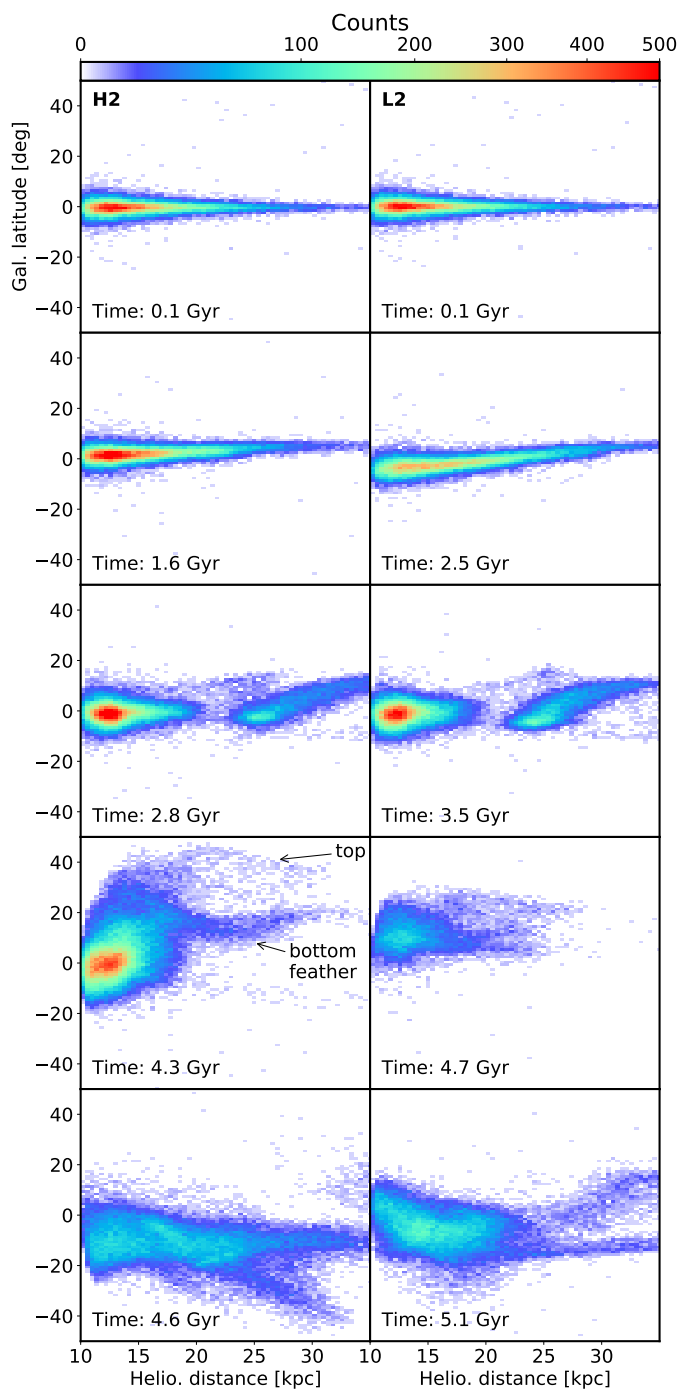 Counts
0 100 200 300 400 500
H2 L2
40
20
0
−20
−40
Gal. latitude [deg]
Time: 0.1 Gyr Time: 0.1 Gyr
40
20
0
−20
−40
Time: 1.6 Gyr Time: 2.5 Gyr
40
20
0
−20
−40
Time: 2.8 Gyr Time: 3.5 Gyr
top
40
20
bottom
feather
0
−20
−40
Time: 4.3 Gyr Time: 4.7 Gyr
40
20
0
−20
−40
Time: 4.6 Gyr Time: 5.1 Gyr
10 15 20 25 30 10 15 20 25 30
Helio. distance [kpc] Helio. distance [kpc]